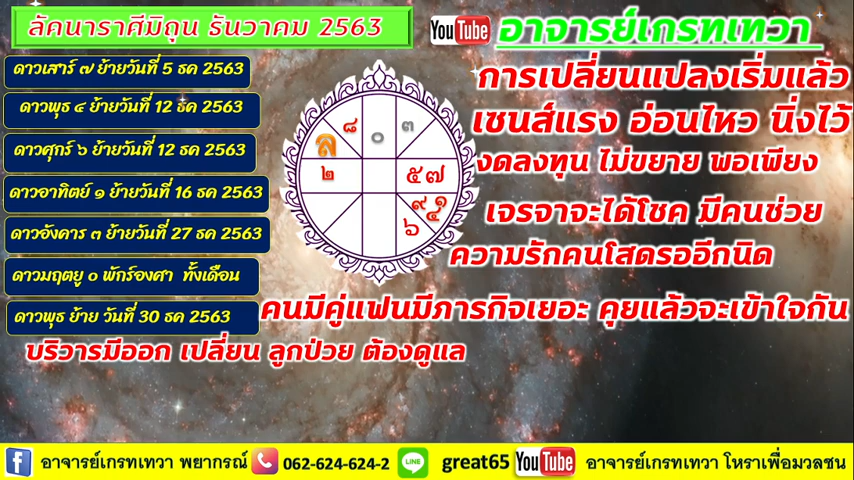 ลัคนาราศีมิถุน ธันวาคม 2563
YouTube อาจารย์เกรทเทวา
ดาวเสาร์ ๗ ย้ายวันที่ 5 ธค 2563
ดาวพุธ ๔ ย้ายวันที่ 12 ธค 2563
ดาวศุกร์ ๖ ย้ายวันที่ 12 ธค 2563
ดาวอาทิตย์ ๑ ย้ายวันที่ 16 ธค 2563
ดาวอังคาร ๓ ย้ายวันที่ 27 ธค 2563
ดาวมฤตยู ๐ พักร์องศา ทั้งเดือน
ดาวพุธ ย้าย วันที่ 30 ธค 2563
๘ ๐ ๓
ล
๒ ๕๗
๙ ๑
๔
๖
การเปลี่ยนแปลงเริ่มแล้ว
เซนส์แรง อ่อนไหว นิ่งไว้
งดลงทุน ไม่ขยาย พอเพียง
เจรจาจะได้โชค มีคนช่วย
ความรักคนโสดรออีกนิด
คนมีคู่แฟนมีภารกิจเยอะ คุยแล้วจะเข้าใจกัน
บริวารมีออก เปลี่ยน ลูกป่วย ต้องดูแล
f อาจารย์เกรทเทวา พยากรณ์ 062-624-624-2 LINE great65 YouTube อาจารย์เกรทเทวา โหราเพื่อมวลชน